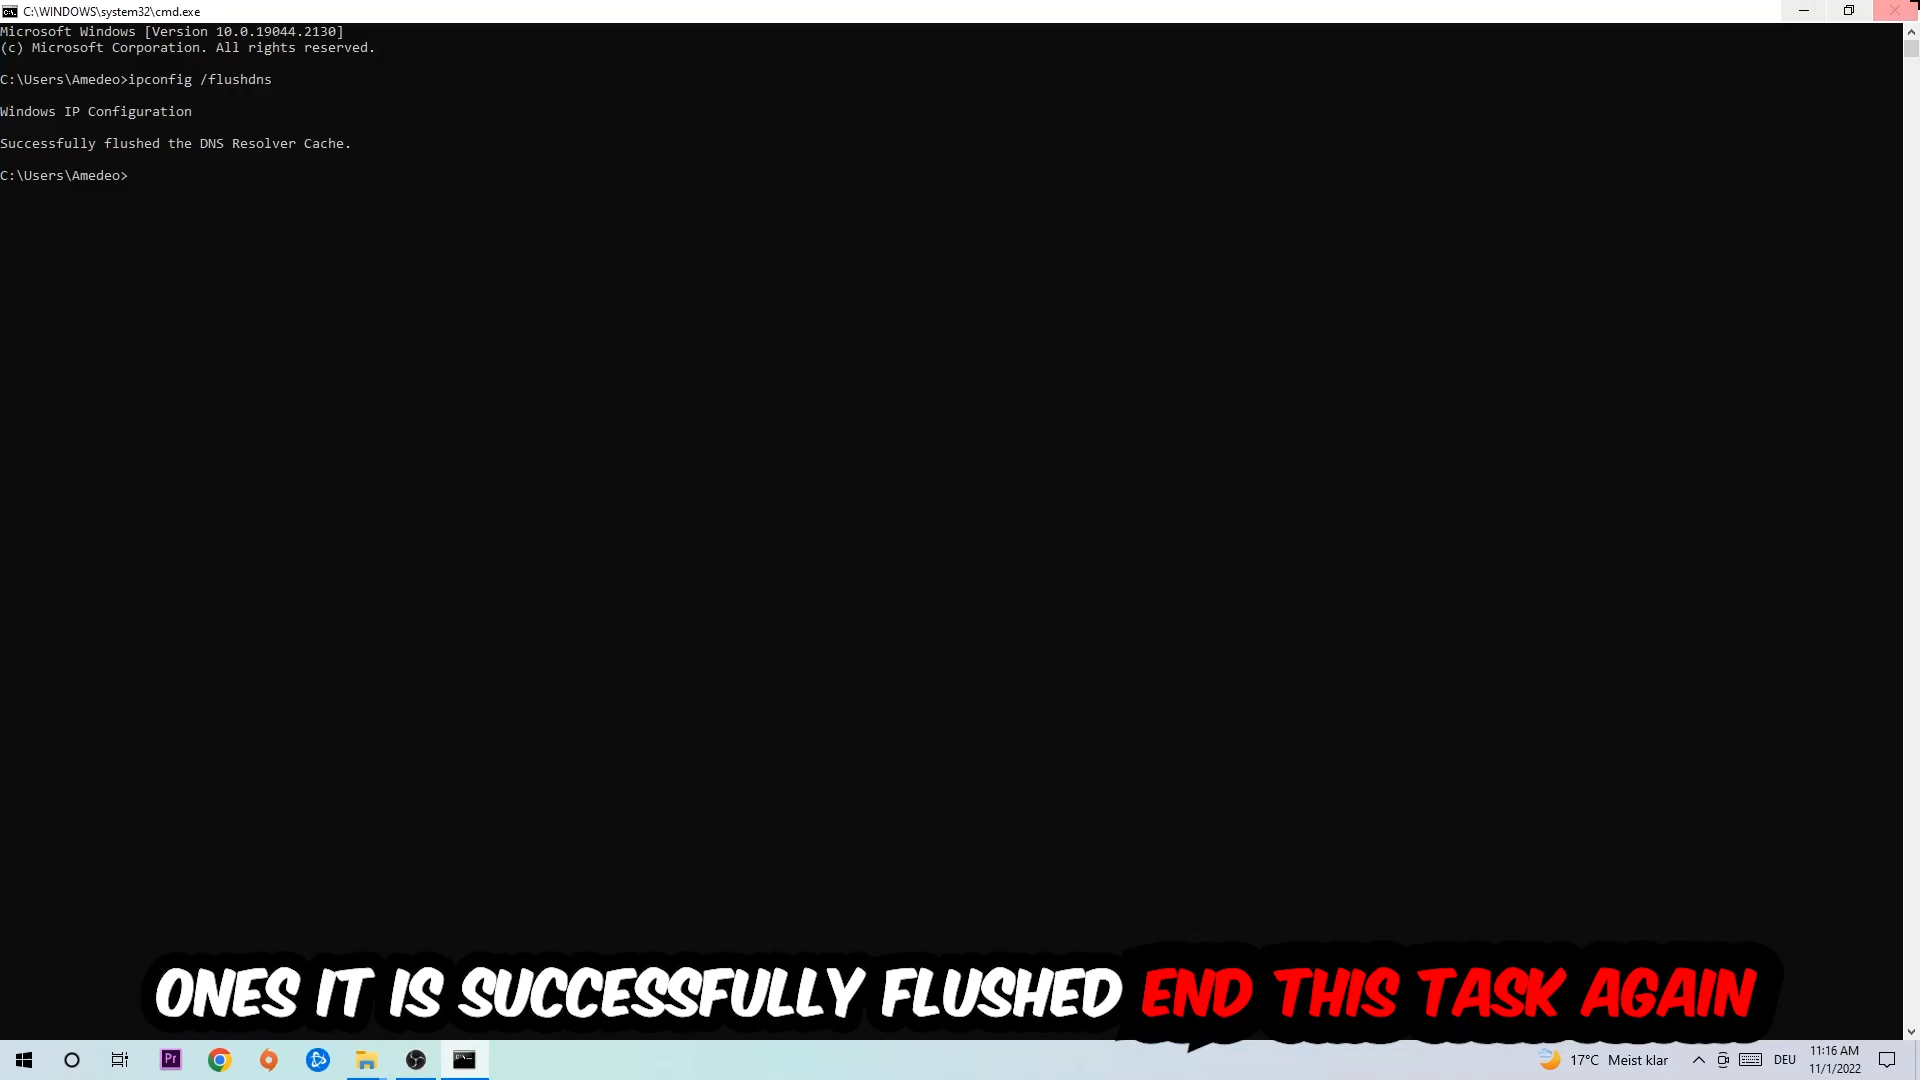 C:\WINDOWS\system32\cmd.exe
Microsoft Windows [Version 10.0.19044.2130]
(c) Microsoft Corporation. All rights reserved.
C:\Users\Amedeo>ipconfig /flushdns
Windows IP Configuration
Successfully flushed the DNS Resolver Cache.
C:\Users\Amedeo>
ONES IT IS SUCCESSFULLY FLUSHED END THIS TASK AGAIN
Pr
17°C Meist klar
DEU
11:16 AM
11/1/2022